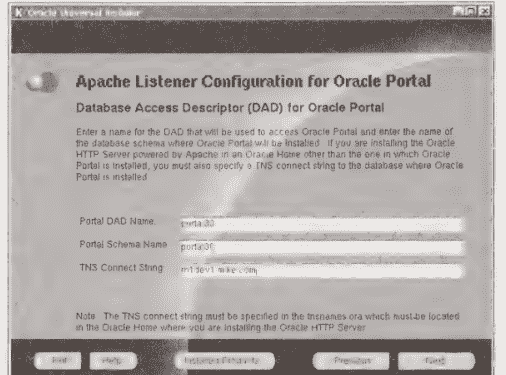 Oracle Universal Installer
Apache Listener Configuration for Oracle Portal
Database Access Descriptor (DAD) for Oracle Portal
Enter a name for the DAD that will be used to access Oracle Portal and enter the name of
the database schema where Oracle Portal will be installed. If you are installing the Oracle
HTTP Server powered by Apache in an Oracle Home other than the one in which Oracle
Portal is installed, you must also specify a TNS connect string to the database where Oracle
Portal is installed
Portal DAD Name: portal30
Portal Schema Name: portal30
TNS Connect String:
Note: The TNS connect string must be specified in the tnsnames.ora which must be located
in the Oracle Home where you are installing the Oracle HTTP Server
Exit Help Installed Products Previous Next